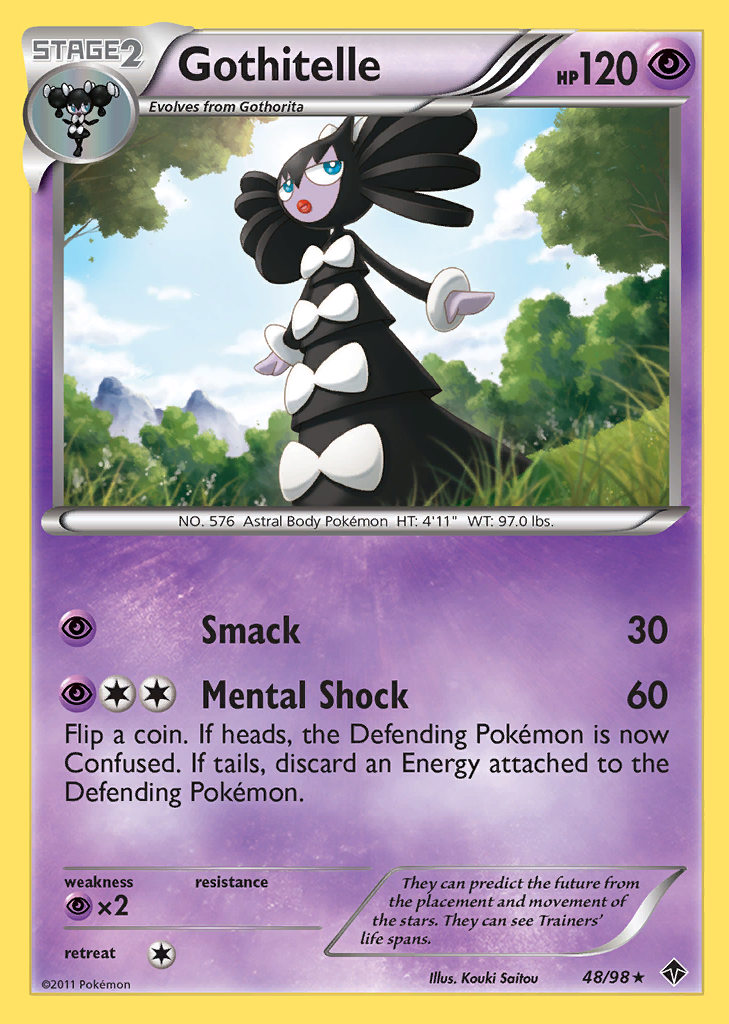 STAGE2
Gothitelle
HP120
Evolves from Gothorita
NO. 576 Astral Body Pokémon HT: 4'11" WT: 97.0 lbs.
Smack 30
Mental Shock 60
Flip a coin. If heads, the Defending Pokémon is now
Confused. If tails, discard an Energy attached to the
Defending Pokémon.
weakness resistance
×2
They can predict the future from
the placement and movement of
the stars. They can see Trainers'
life spans.
retreat
©2011 Pokémon
Illus. Kouki Saitou
48/98★